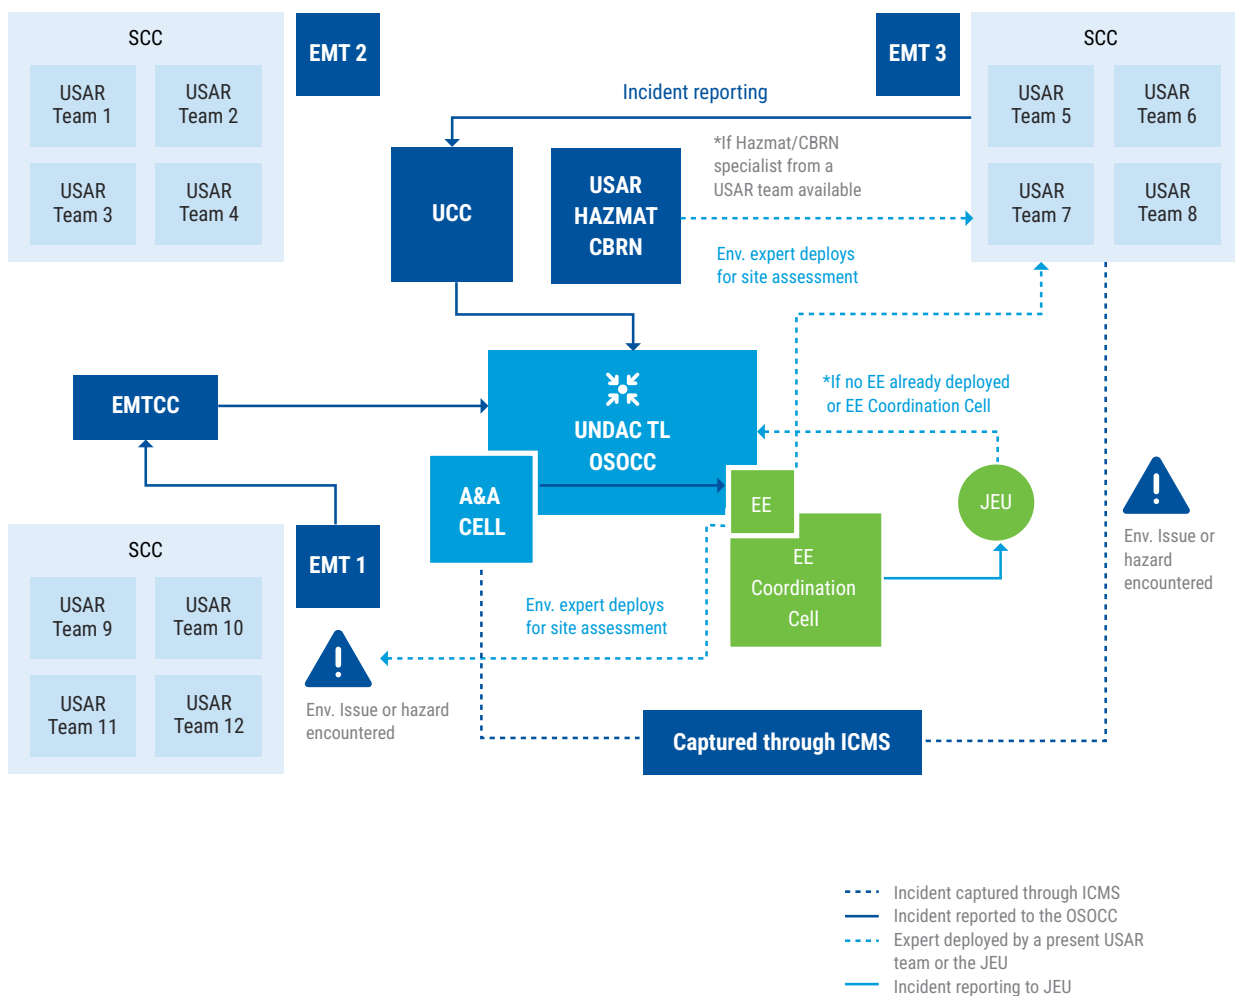 SCC
USAR
Team 1
USAR
Team 2
USAR
Team 3
USAR
Team 4
EMT 2
EMT 3
SCC
USAR
Team 5
USAR
Team 6
USAR
Team 7
USAR
Team 8
Incident reporting
*If Hazmat/CBRN
specialist from a
USAR team available
UCC
USAR
HAZMAT
CBRN
Env. expert deploys
for site assessment
EMTCC
UNDAC TL
OSOCC
*If no EE already deployed
or EE Coordination Cell
A&A
CELL
EE
JEU
Env. Issue or
hazard
encountered
EE
Coordination
Cell
SCC
USAR
Team 9
USAR
Team 10
USAR
Team 11
USAR
Team 12
EMT 1
Env. expert deploys
for site assessment
Env. Issue or hazard
encountered
Captured through ICMS
Incident captured through ICMS
Incident reported to the OSOCC
Expert deployed by a present USAR
team or the JEU
Incident reporting to JEU